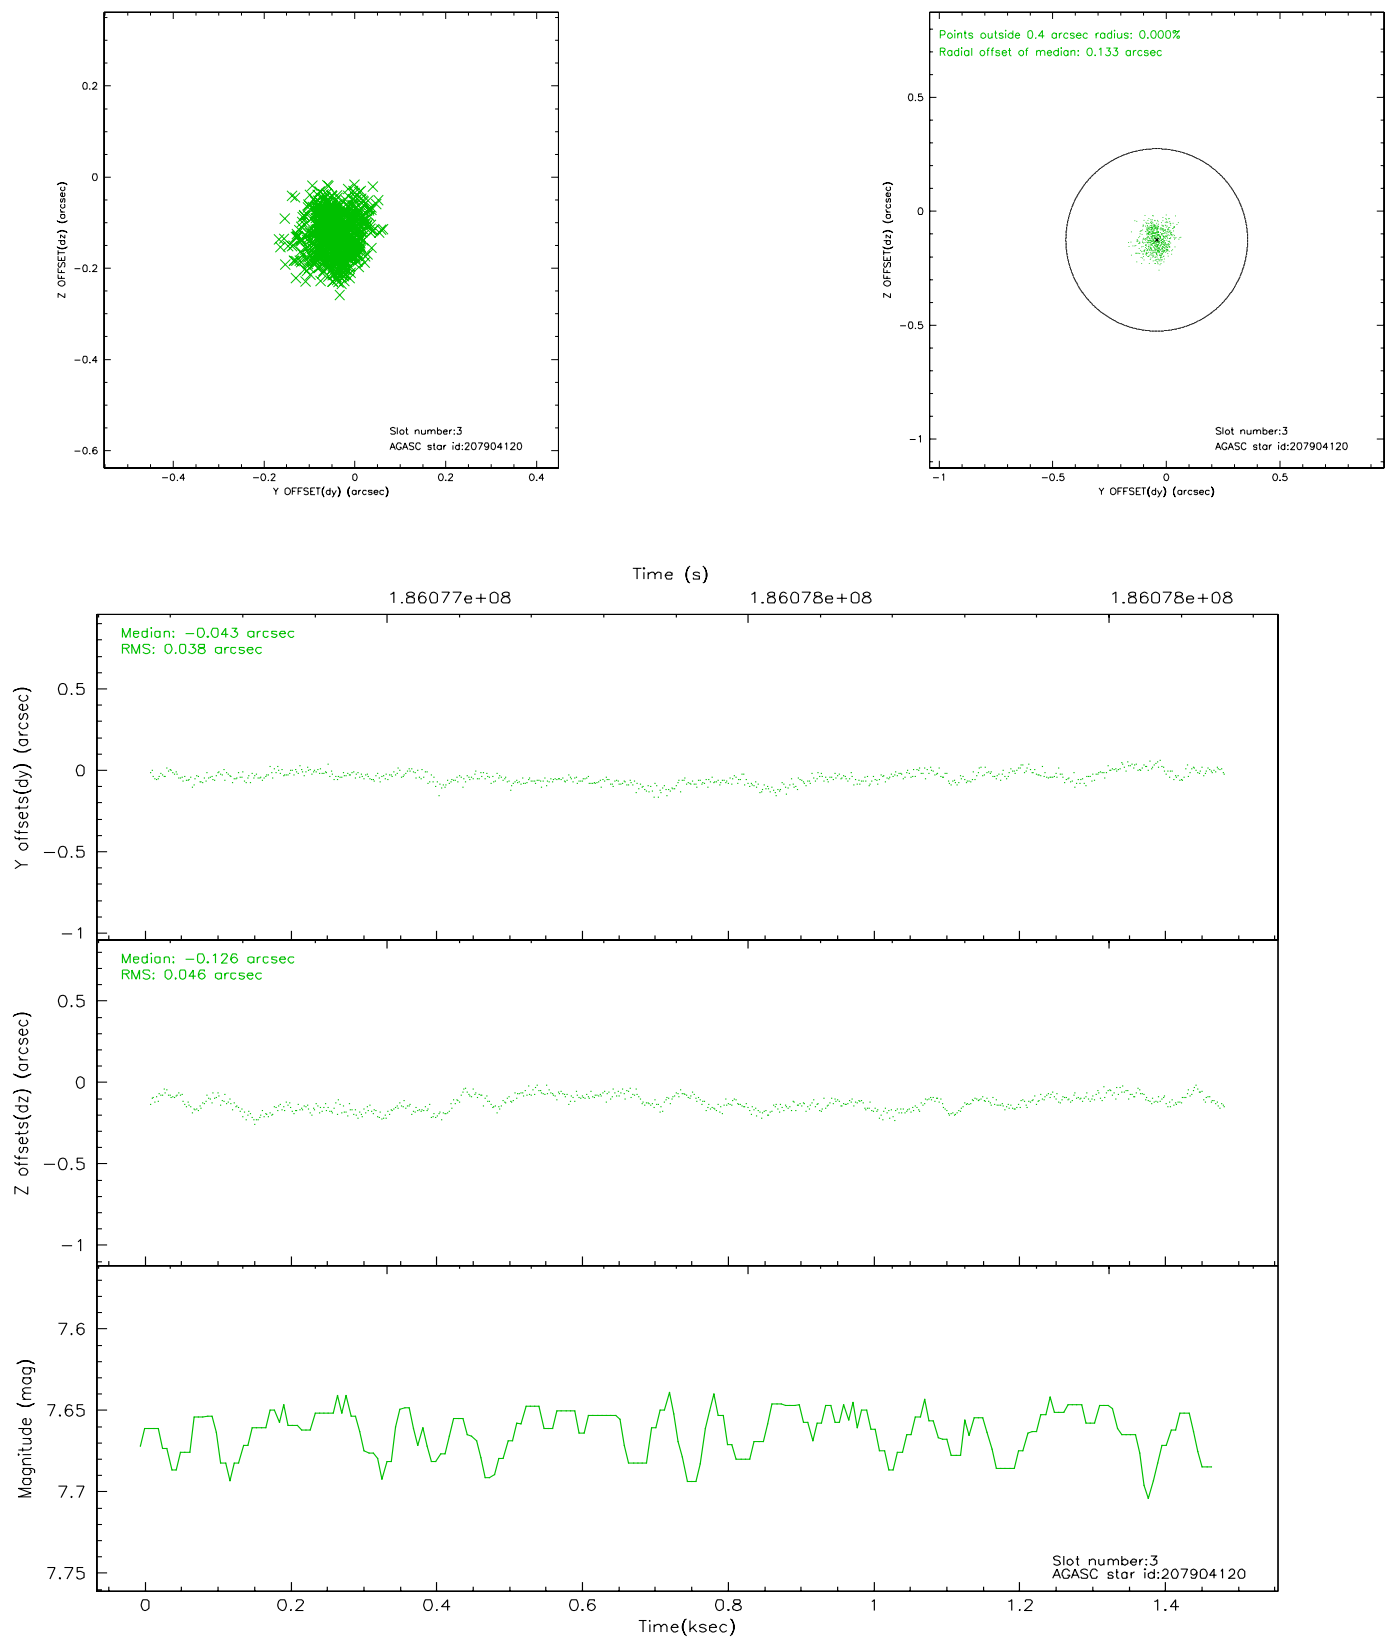 0.2
0
−0.2
−0.4
−0.6
Z OFFSET(dz) (arcsec)
Slot number:3
AGASC star id:207904120
−0.4
−0.2
0
0.2
0.4
Y OFFSET(dy) (arcsec)
Points outside 0.4 arcsec radius: 0.000%
Radial offset of median: 0.133 arcsec
0.5
0
−0.5
−1
Z OFFSET(dz) (arcsec)
Slot number:3
AGASC star id:207904120
−1
−0.5
0
0.5
Y OFFSET(dy) (arcsec)
Time (s)
1.86077e+08
1.86078e+08
1.86078e+08
Median: −0.043 arcsec
RMS: 0.038 arcsec
0.5
0
−0.5
−1
Y offsets(dy) (arcsec)
Median: −0.126 arcsec
RMS: 0.046 arcsec
0.5
0
−0.5
−1
Z offsets(dz) (arcsec)
7.6
7.65
7.7
7.75
Magnitude (mag)
Slot number:3
AGASC star id:207904120
0
0.2
0.4
0.6
0.8
1
1.2
1.4
Time(ksec)